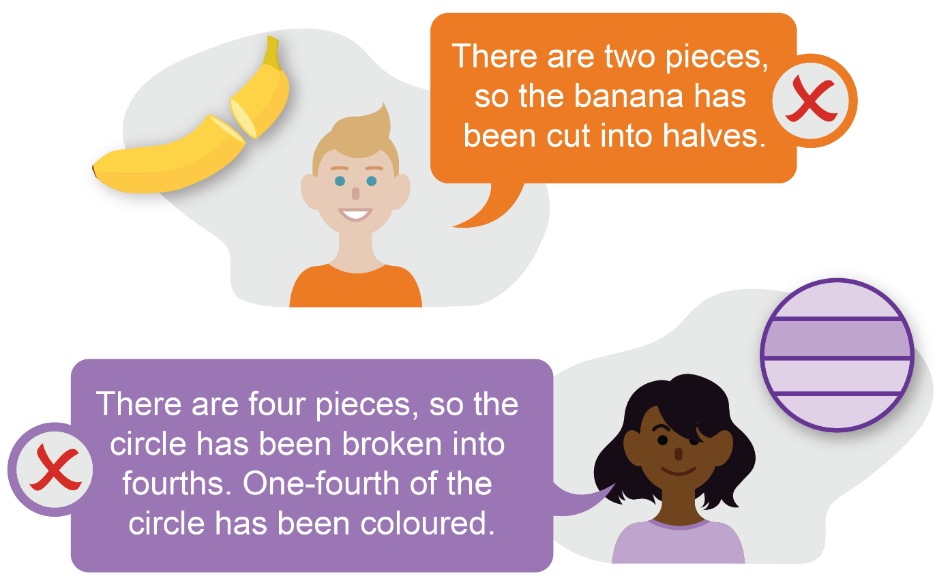 There are two pieces,
so the banana has
been cut into halves.
There are four pieces, so the
circle has been broken into
fourths. One-fourth of the
circle has been coloured.